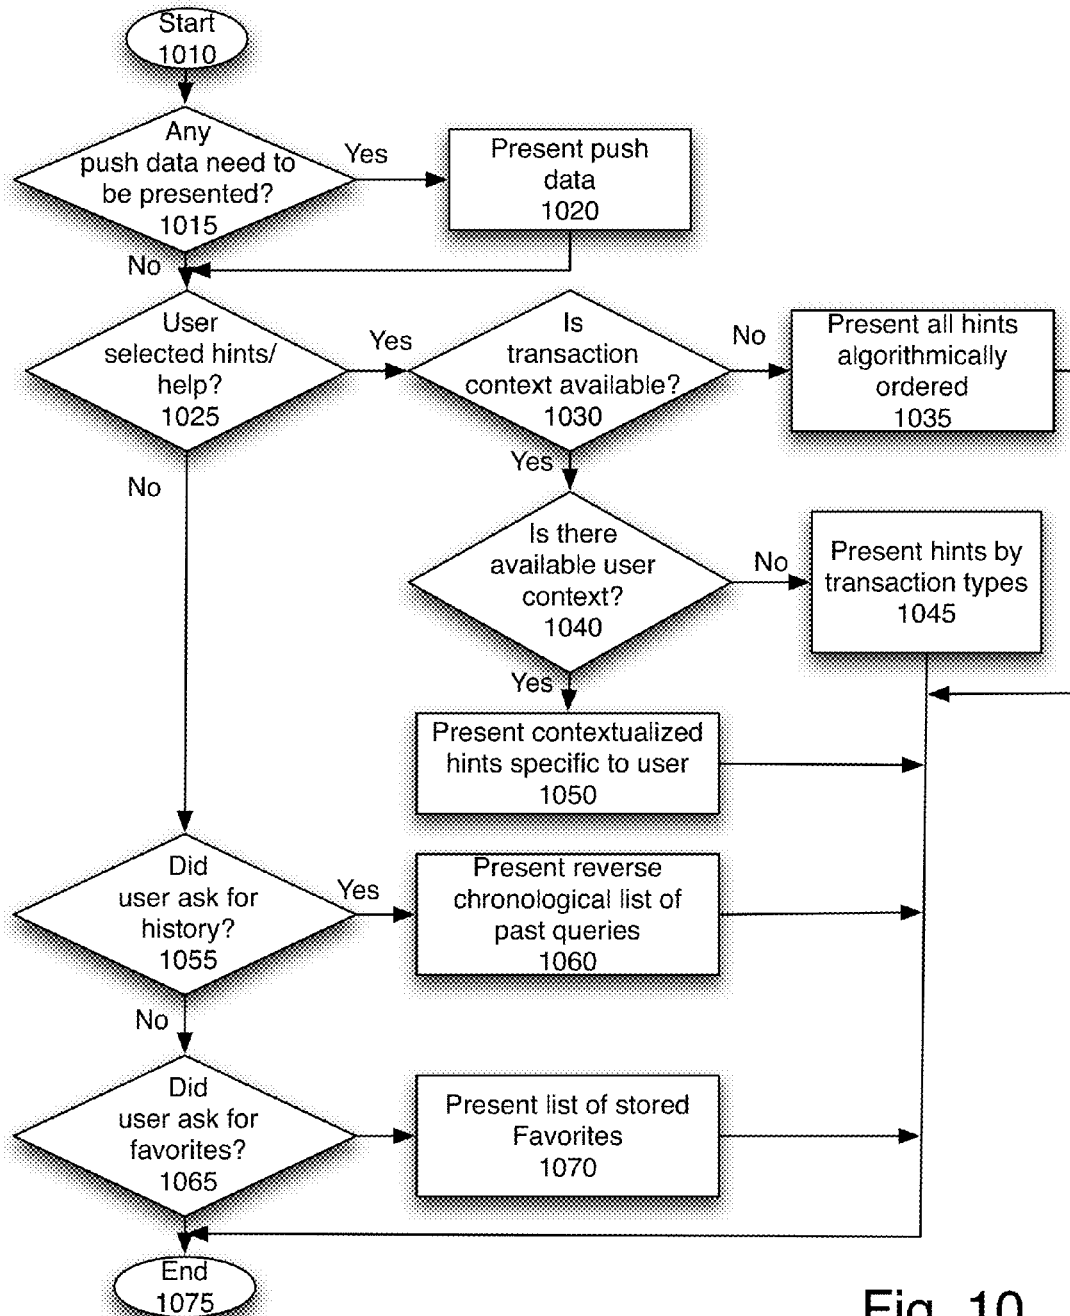 Start
1010
Any
push data need to
be presented?
1015
Yes
Present push
data
1020
No
User
selected hints/
help?
1025
Yes
Is
transaction
context available?
1030
No
Present all hints
algorithmically
ordered
1035
Yes
No
Is there
available user
context?
1040
No
Present hints by
transaction types
1045
Yes
Present contextualized
hints specific to user
1050
Did
user ask for
history?
1055
Yes
Present reverse
chronological list of
past queries
1060
No
Did
user ask for
favorites?
1065
Present list of stored
Favorites
1070
End
1075
Fig. 10